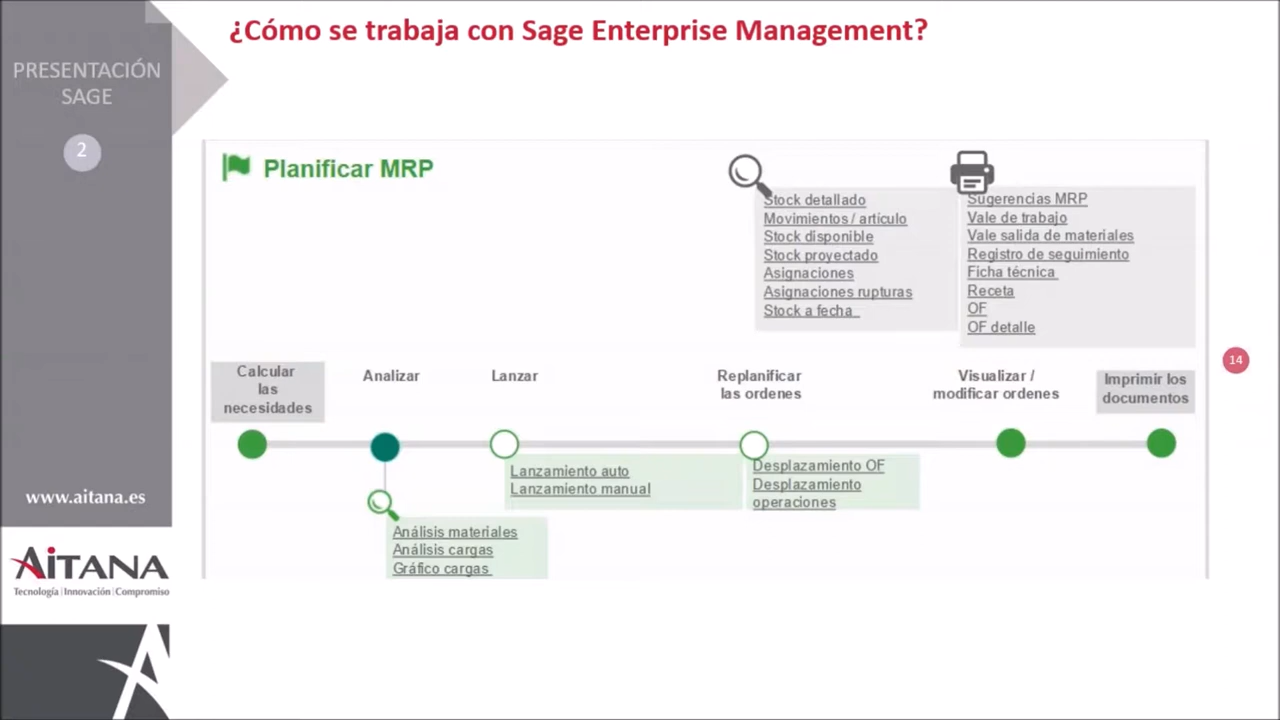 ¿Cómo se trabaja con Sage Enterprise Management?
PRESENTACIÓN
SAGE
2
www.aitana.es
AITANA
Tecnología | Innovación | Compromiso
Planificar MRP
Stock detallado
Movimientos / artículo
Stock disponible
Stock proyectado
Asignaciones
Asignaciones rupturas
Stock a fecha
Sugerencias MRP
Vale de trabajo
Vale salida de materiales
Registro de seguimiento
Ficha técnica
Receta
OF
OF detalle
Calcular
las
necesidades
Analizar
Lanzar
Replanificar
las ordenes
Visualizar /
modificar ordenes
Imprimir los
documentos
Lanzamiento auto
Lanzamiento manual
Desplazamiento OF
Desplazamiento
operaciones
Análisis materiales
Análisis cargas
Gráfico cargas
14